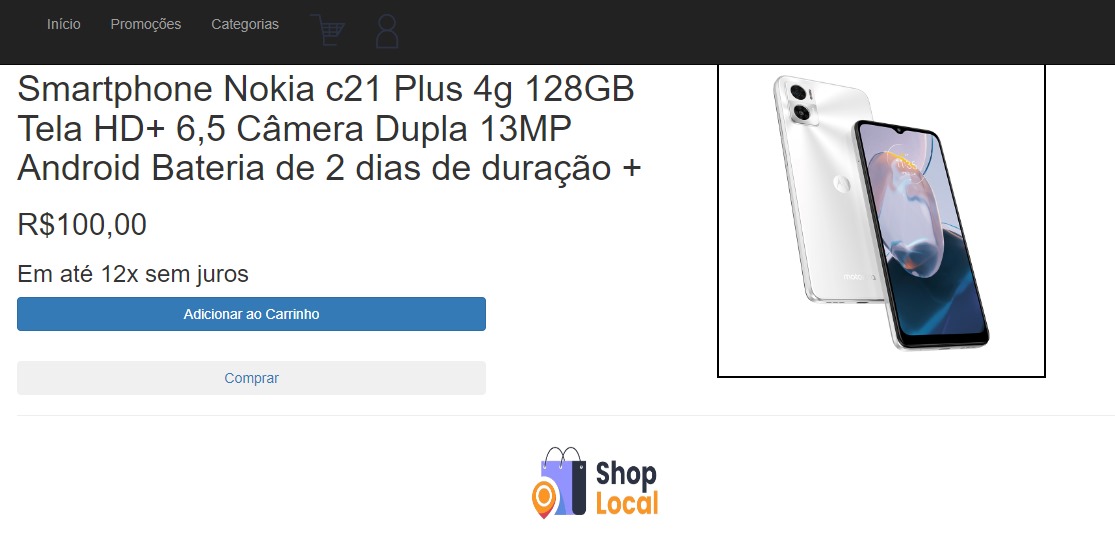 Início Promoções Categorias
Smartphone Nokia c21 Plus 4g 128GB
Tela HD+ 6,5 Câmera Dupla 13MP
Android Bateria de 2 dias de duração +
R$100,00
Em até 12x sem juros
Adicionar ao Carrinho
Comprar
Shop
Local